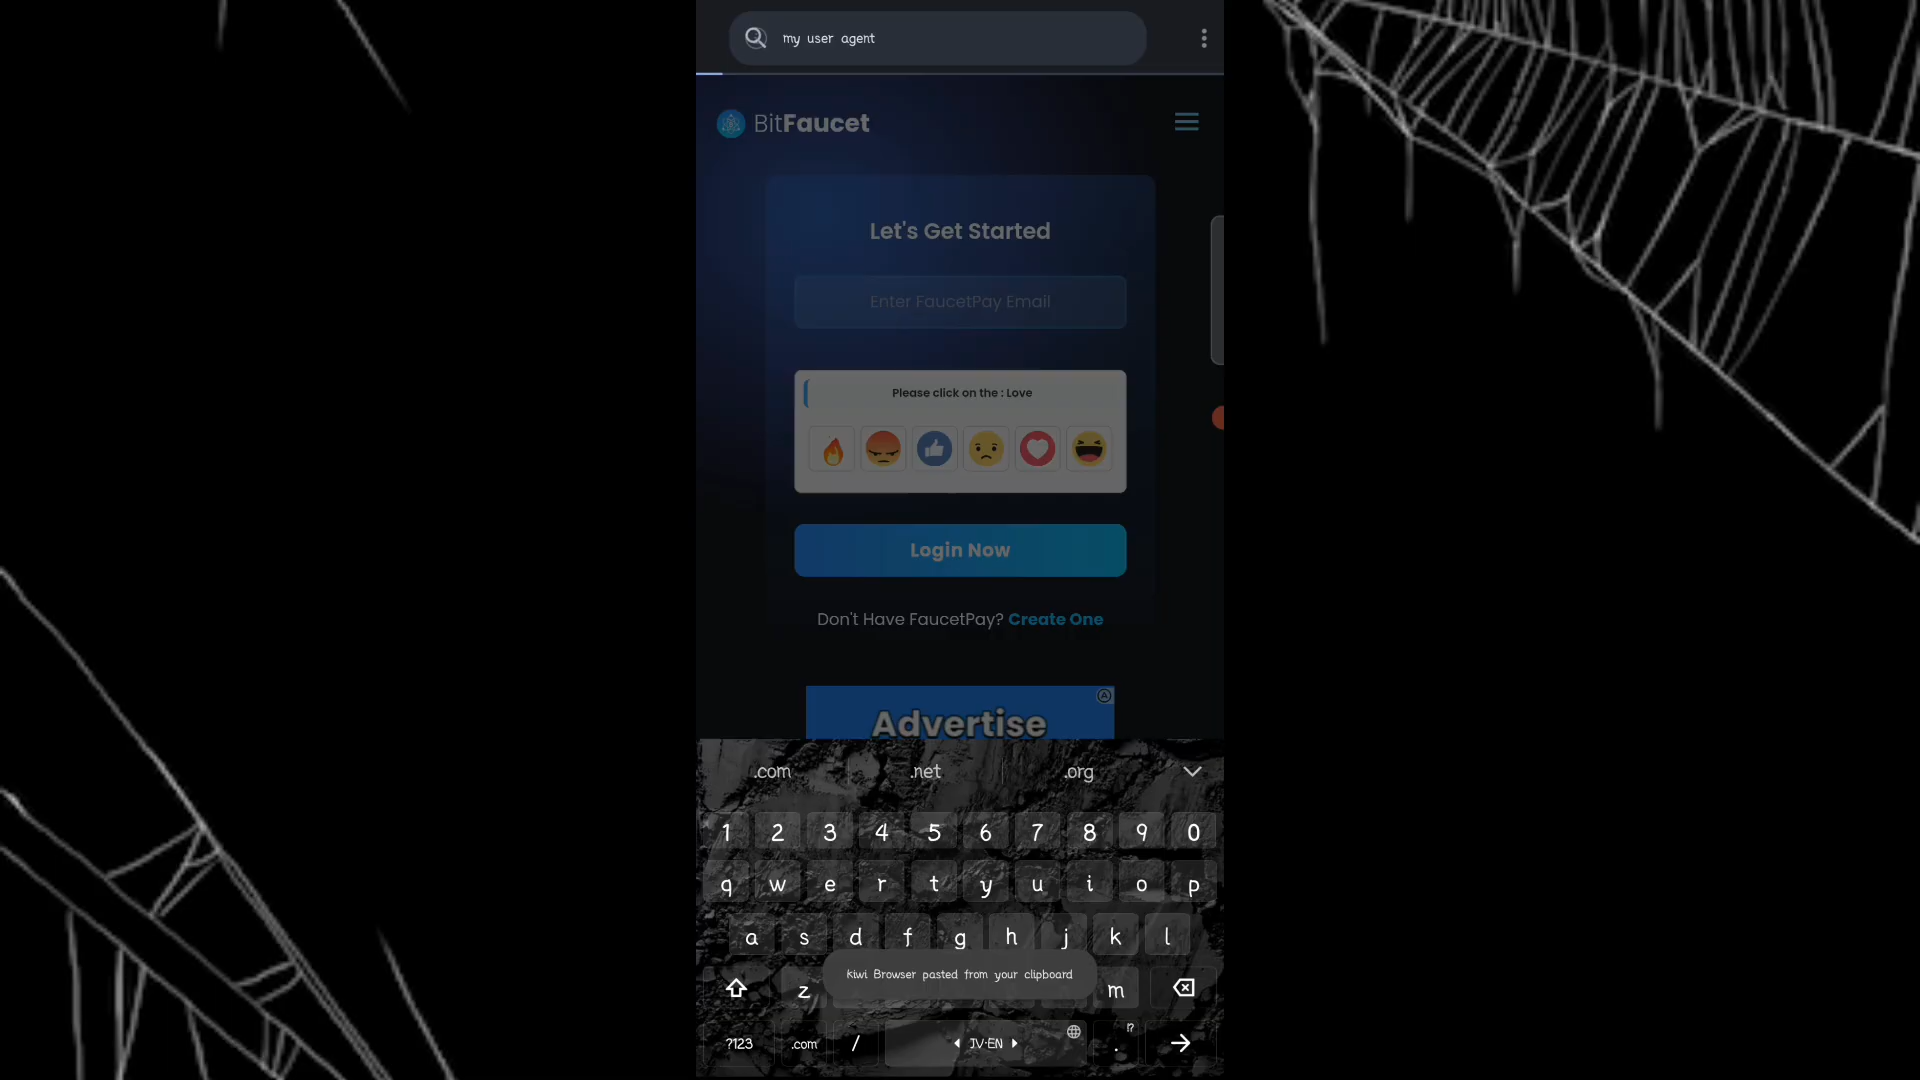 my user agent
BitFaucet
Let's Get Started
Enter FaucetPay Email
Please click on the : Love
Login Now
Don't Have FaucetPay? Create One
Advertise
.com .net .org
1 2 3 4 5 6 7 8 9 0
q w e r t y u i o p
a s d f g h j k l
kiwi Browser pasted from your clipboard
z m
!?
?123 .com / JV·EN .